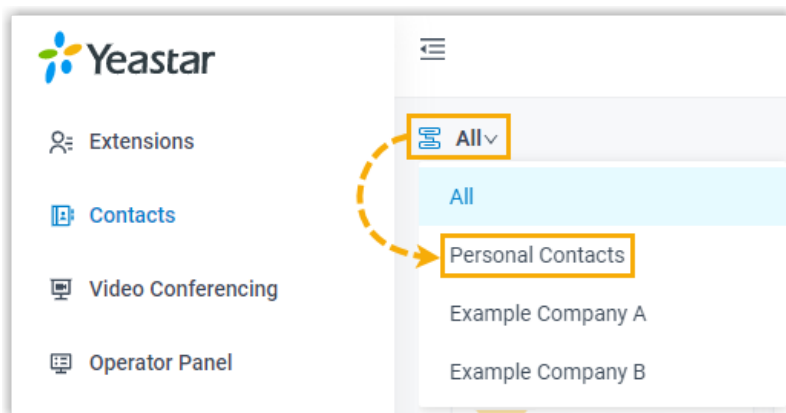 Yeastar
Extensions
Contacts
Video Conferencing
Operator Panel
All
All
Personal Contacts
Example Company A
Example Company B